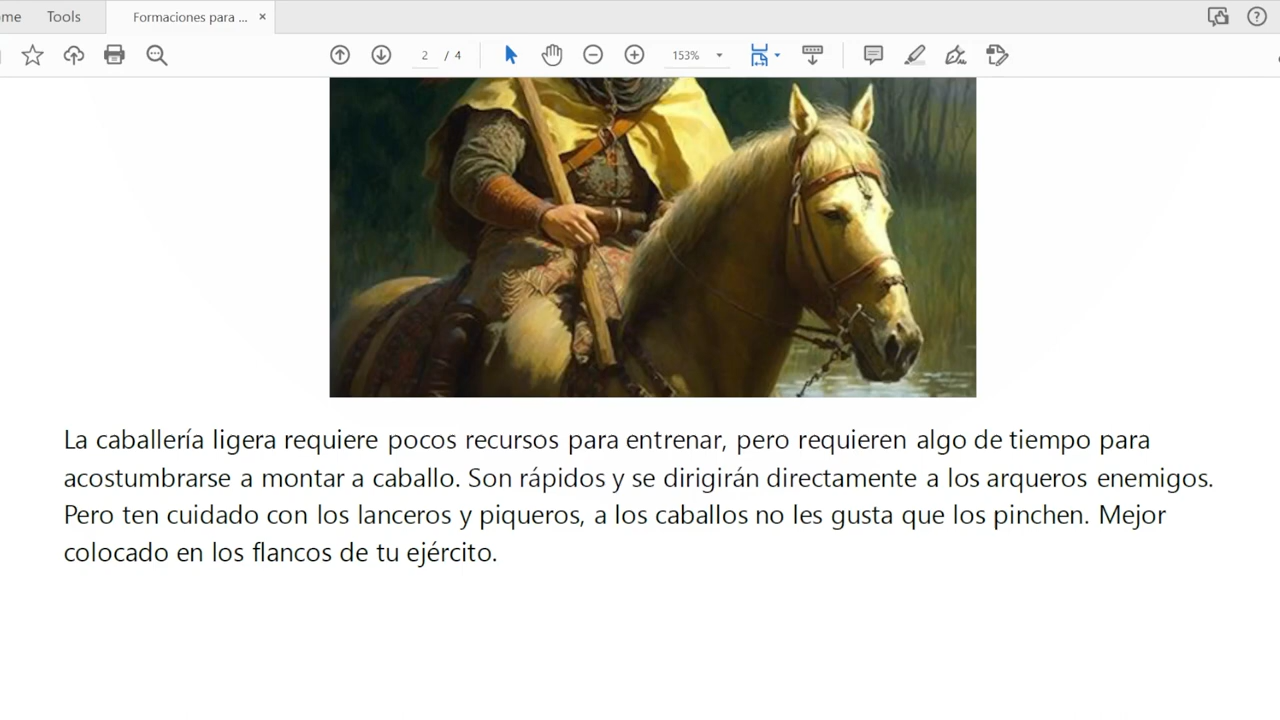 me
Tools
Formaciones para ...
2 / 4
153%
La caballería ligera requiere pocos recursos para entrenar, pero requieren algo de tiempo para
acostumbrarse a montar a caballo. Son rápidos y se dirigirán directamente a los arqueros enemigos.
Pero ten cuidado con los lanceros y piqueros, a los caballos no les gusta que los pinchen. Mejor
colocado en los flancos de tu ejército.